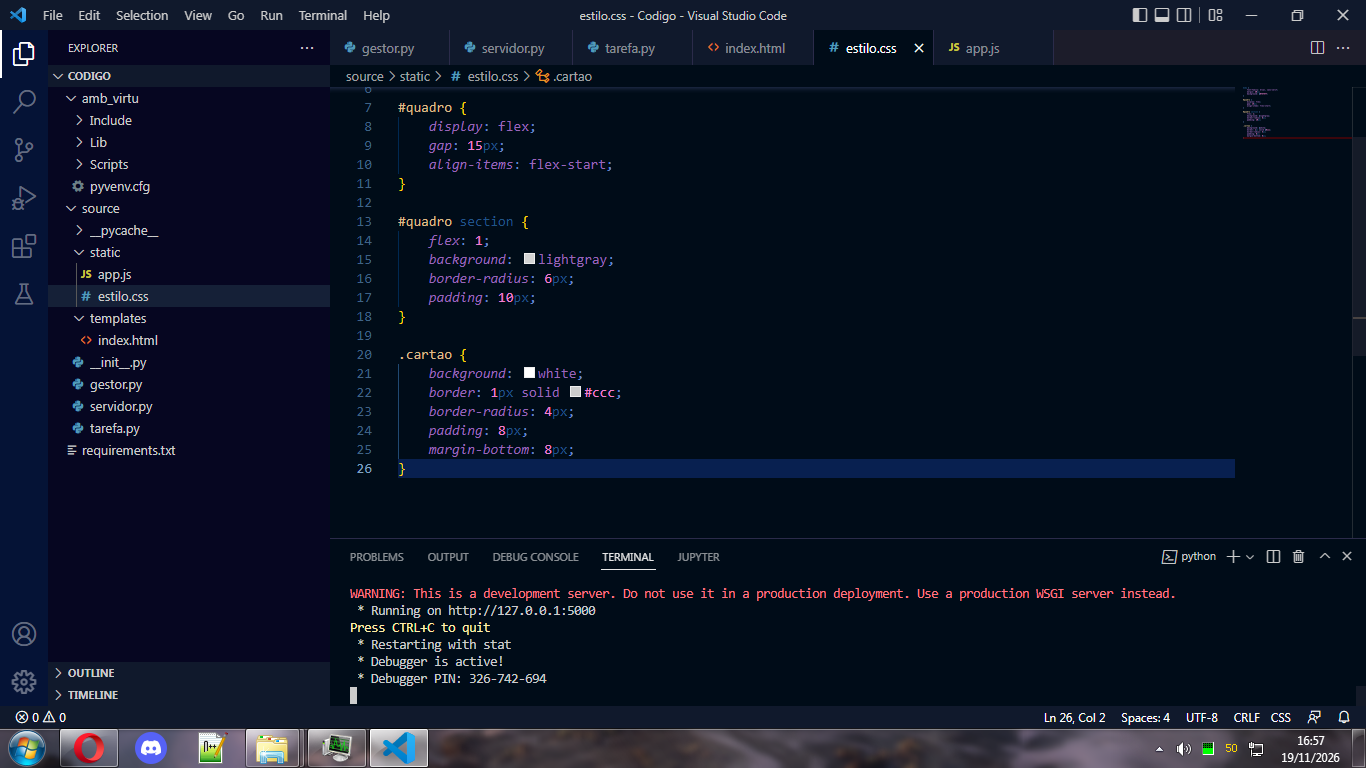 File Edit Selection View Go Run Terminal Help
estilo.css - Codigo - Visual Studio Code
EXPLORER
CODIGO
amb_virtu
Include
Lib
Scripts
pyvenv.cfg
source
__pycache__
static
JS app.js
# estilo.css
templates
<> index.html
__init__.py
gestor.py
servidor.py
tarefa.py
requirements.txt
OUTLINE
TIMELINE
gestor.py servidor.py tarefa.py <> index.html # estilo.css JS app.js
source > static > # estilo.css > .cartao
6
7 #quadro {
8 display: flex;
9 gap: 15px;
10 align-items: flex-start;
11 }
12
13 #quadro section {
14 flex: 1;
15 background: lightgray;
16 border-radius: 6px;
17 padding: 10px;
18 }
19
20 .cartao {
21 background: white;
22 border: 1px solid #ccc;
23 border-radius: 4px;
24 padding: 8px;
25 margin-bottom: 8px;
26 }
PROBLEMS OUTPUT DEBUG CONSOLE TERMINAL JUPYTER
python
WARNING: This is a development server. Do not use it in a production deployment. Use a production WSGI server instead.
* Running on http://127.0.0.1:5000
Press CTRL+C to quit
* Restarting with stat
* Debugger is active!
* Debugger PIN: 326-742-694
0 0
Ln 26, Col 2 Spaces: 4 UTF-8 CRLF CSS
50
16:57
19/11/2026